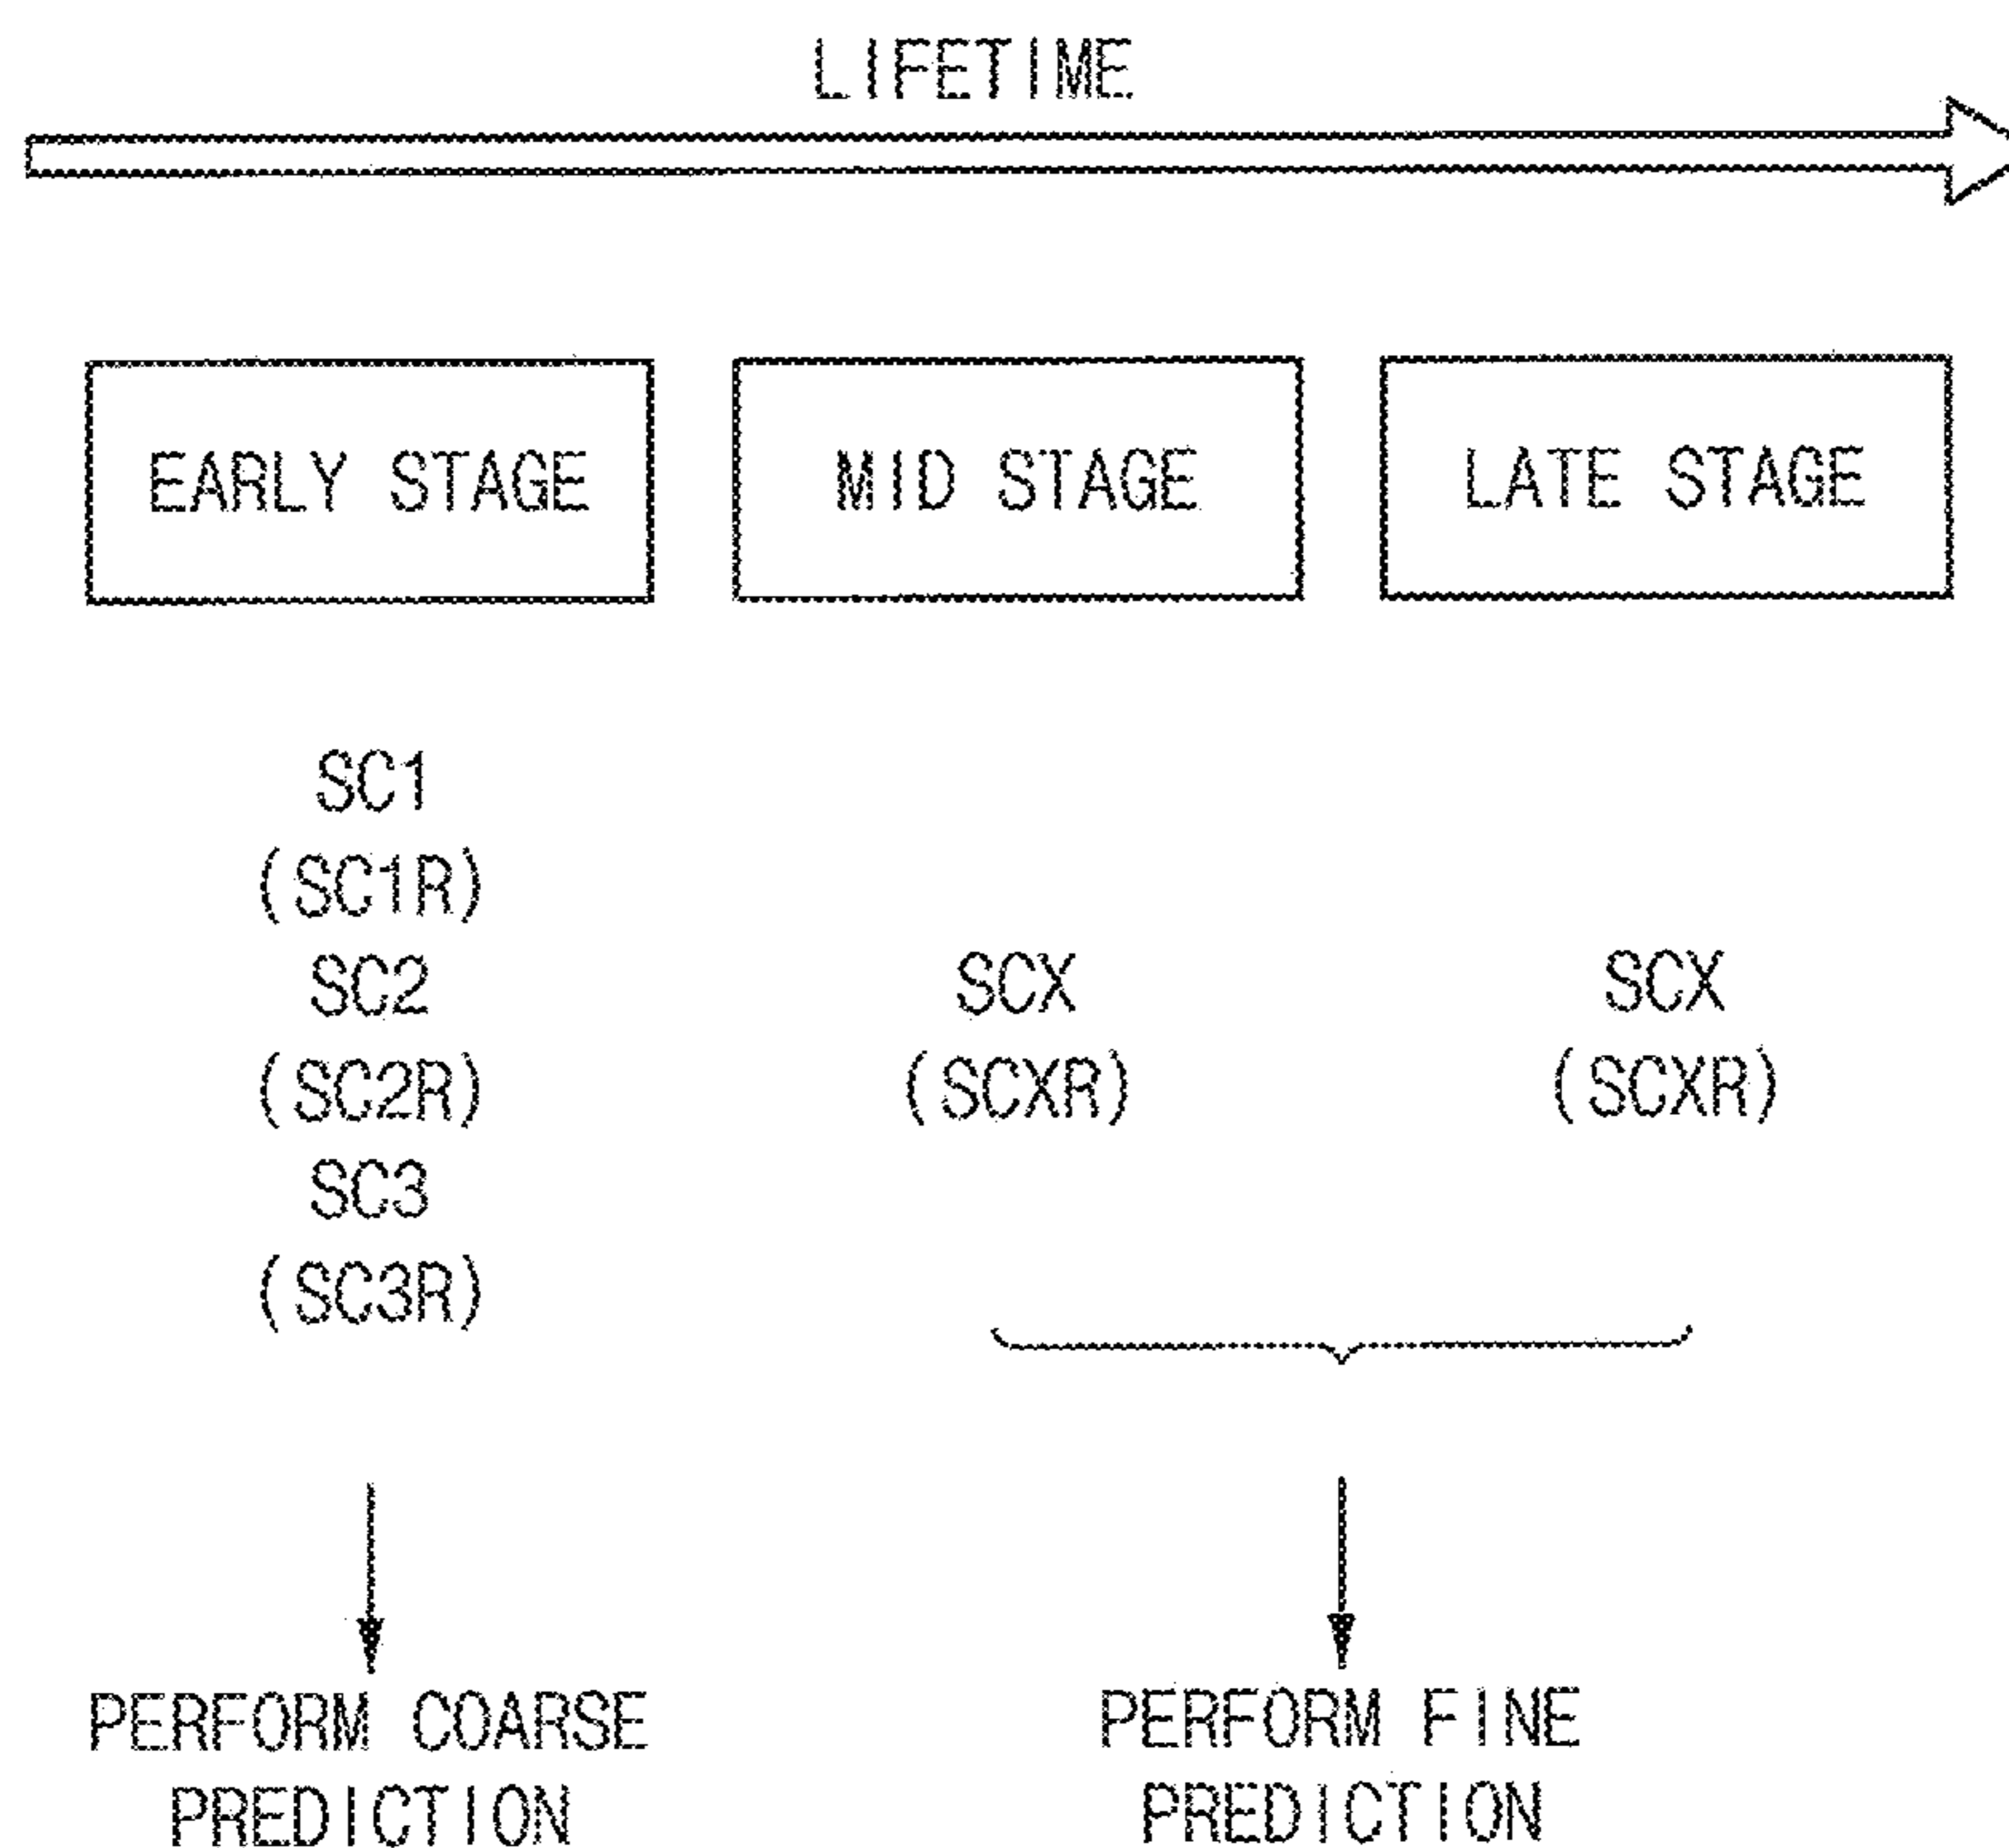 LIFETIME
EARLY STAGE
MID STAGE
LATE STAGE
SC1
(SC1R)
SC2
(SC2R)
SC3
(SC3R)
SCX
(SCXR)
SCX
(SCXR)
PERFORM COARSE
PREDICTION
PERFORM FINE
PREDICTION